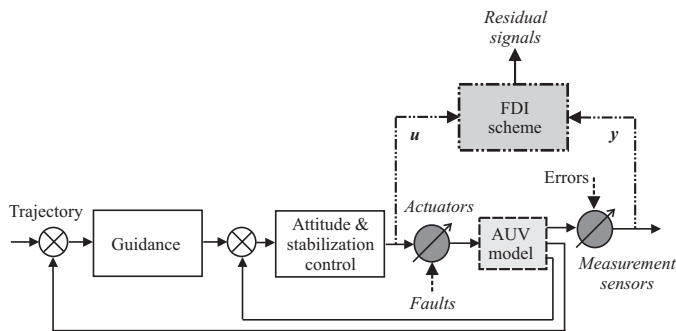 Residual
signals
FDI
scheme
u
y
Errors
Trajectory
Guidance
Attitude &
stabilization
control
Actuators
AUV
model
Measurement
sensors
Faults